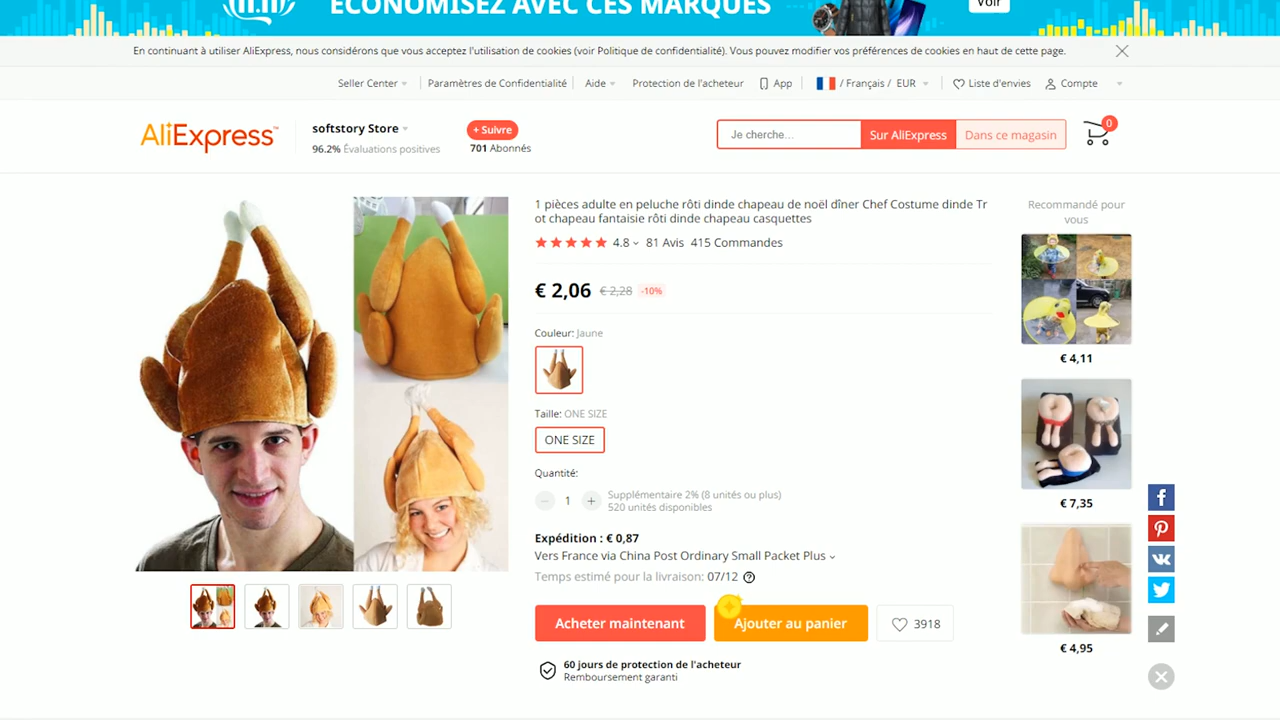 ÉCONOMISEZ AVEC CES MARQUES
Voir
En continuant à utiliser AliExpress, nous considérons que vous acceptez l'utilisation de cookies (voir Politique de confidentialité). Vous pouvez modifier vos préférences de cookies en haut de cette page.
Seller Center
Paramètres de Confidentialité
Aide
Protection de l'acheteur
App
/ Français / EUR
Liste d'envies
Compte
AliExpress™
softstory Store
96.2% Évaluations positives
+ Suivre
701 Abonnés
Je cherche...
Sur AliExpress
Dans ce magasin
0
1 pièces adulte en peluche rôti dinde chapeau de noël dîner Chef Costume dinde Tr
ot chapeau fantaisie rôti dinde chapeau casquettes
4.8 81 Avis 415 Commandes
€ 2,06 € 2,28 -10%
Couleur: Jaune
Taille: ONE SIZE
ONE SIZE
Quantité:
1
Supplémentaire 2% (8 unités ou plus)
520 unités disponibles
Expédition : € 0,87
Vers France via China Post Ordinary Small Packet Plus
Temps estimé pour la livraison: 07/12
Acheter maintenant
Ajouter au panier
3918
60 jours de protection de l'acheteur
Remboursement garanti
Recommandé pour
vous
€ 4,11
€ 7,35
€ 4,95